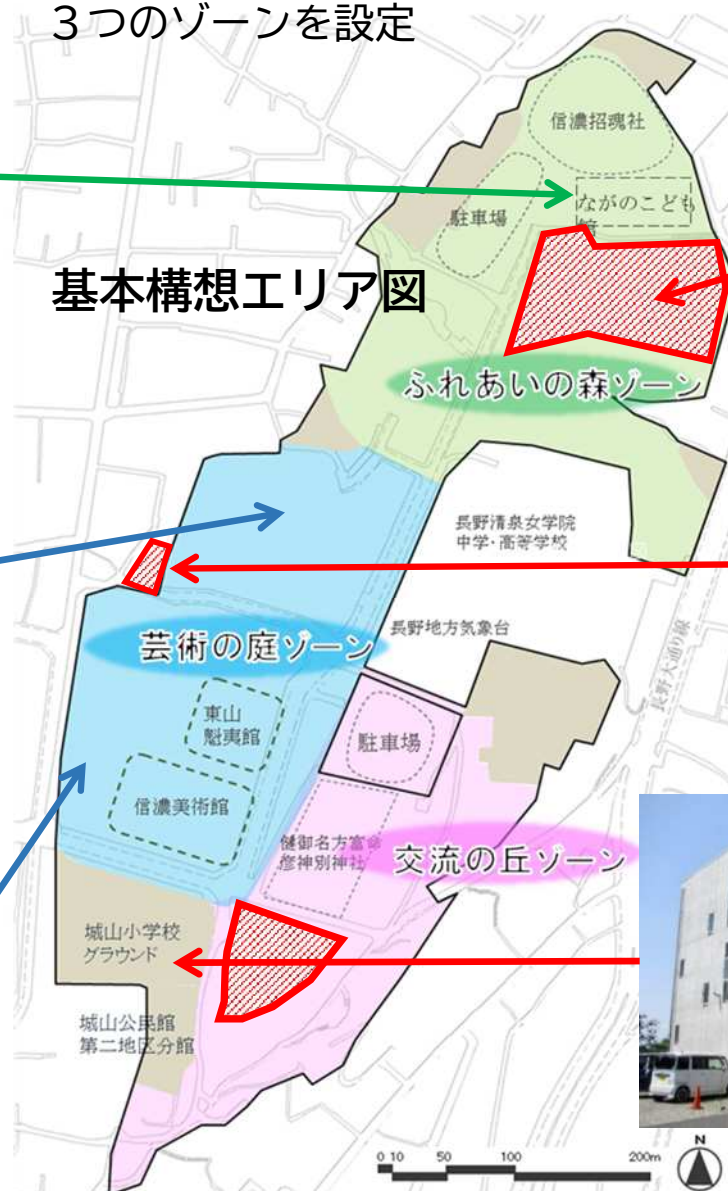 ３つのゾーンを設定
信濃招魂社
ながのこども
館
駐車場
基本構想エリア図
ふれあいの森ゾーン
長野清泉女学院
中学・高等学校
長野地方気象台
長野大通り線
芸術の庭ゾーン
東山
魁夷館
駐車場
信濃美術館
健御名方富命
彦神別神社
交流の丘ゾーン
城山小学校
グラウンド
城山公民館
第二地区分館
0 10 50 100 200m
N